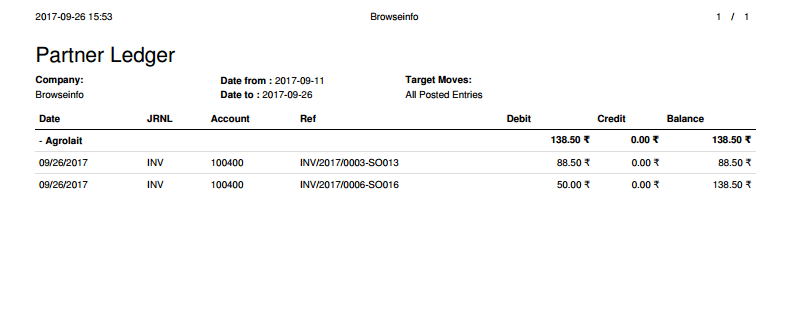 2017-09-26 15:53 Browseinfo 1 / 1
Partner Ledger
Company: Date from : 2017-09-11 Target Moves:
Browseinfo Date to : 2017-09-26 All Posted Entries
Date JRNL Account Ref Debit Credit Balance
- Agrolait 138.50 ₹ 0.00 ₹ 138.50 ₹
09/26/2017 INV 100400 INV/2017/0003-SO013 88.50 ₹ 0.00 ₹ 88.50 ₹
09/26/2017 INV 100400 INV/2017/0006-SO016 50.00 ₹ 0.00 ₹ 138.50 ₹